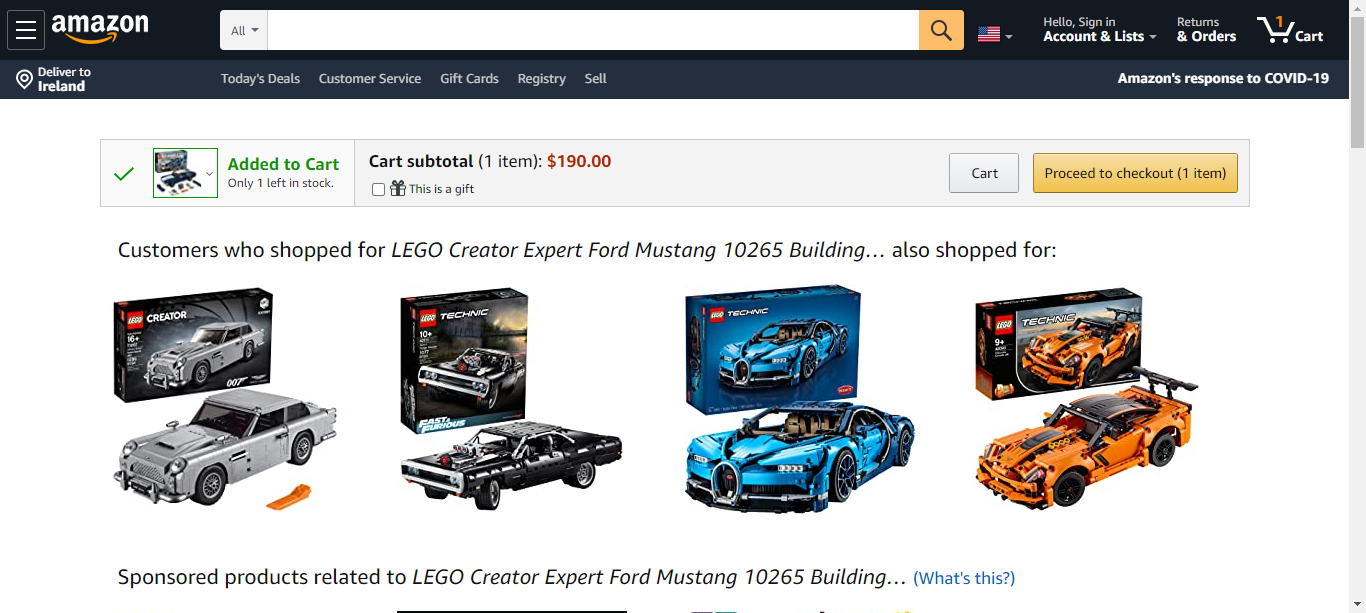 amazon
All
Hello, Sign in
Account & Lists
Returns
& Orders
1
Cart
Deliver to
Ireland
Today's Deals
Customer Service
Gift Cards
Registry
Sell
Amazon's response to COVID-19
Added to Cart
Only 1 left in stock.
Cart subtotal (1 item): $190.00
This is a gift
Cart
Proceed to checkout (1 item)
Customers who shopped for LEGO Creator Expert Ford Mustang 10265 Building… also shopped for:
LEGO CREATOR
16+
007
LEGO TECHNIC
10+
FAST & FURIOUS
LEGO TECHNIC
LEGO TECHNIC
9+
Sponsored products related to LEGO Creator Expert Ford Mustang 10265 Building… (What's this?)